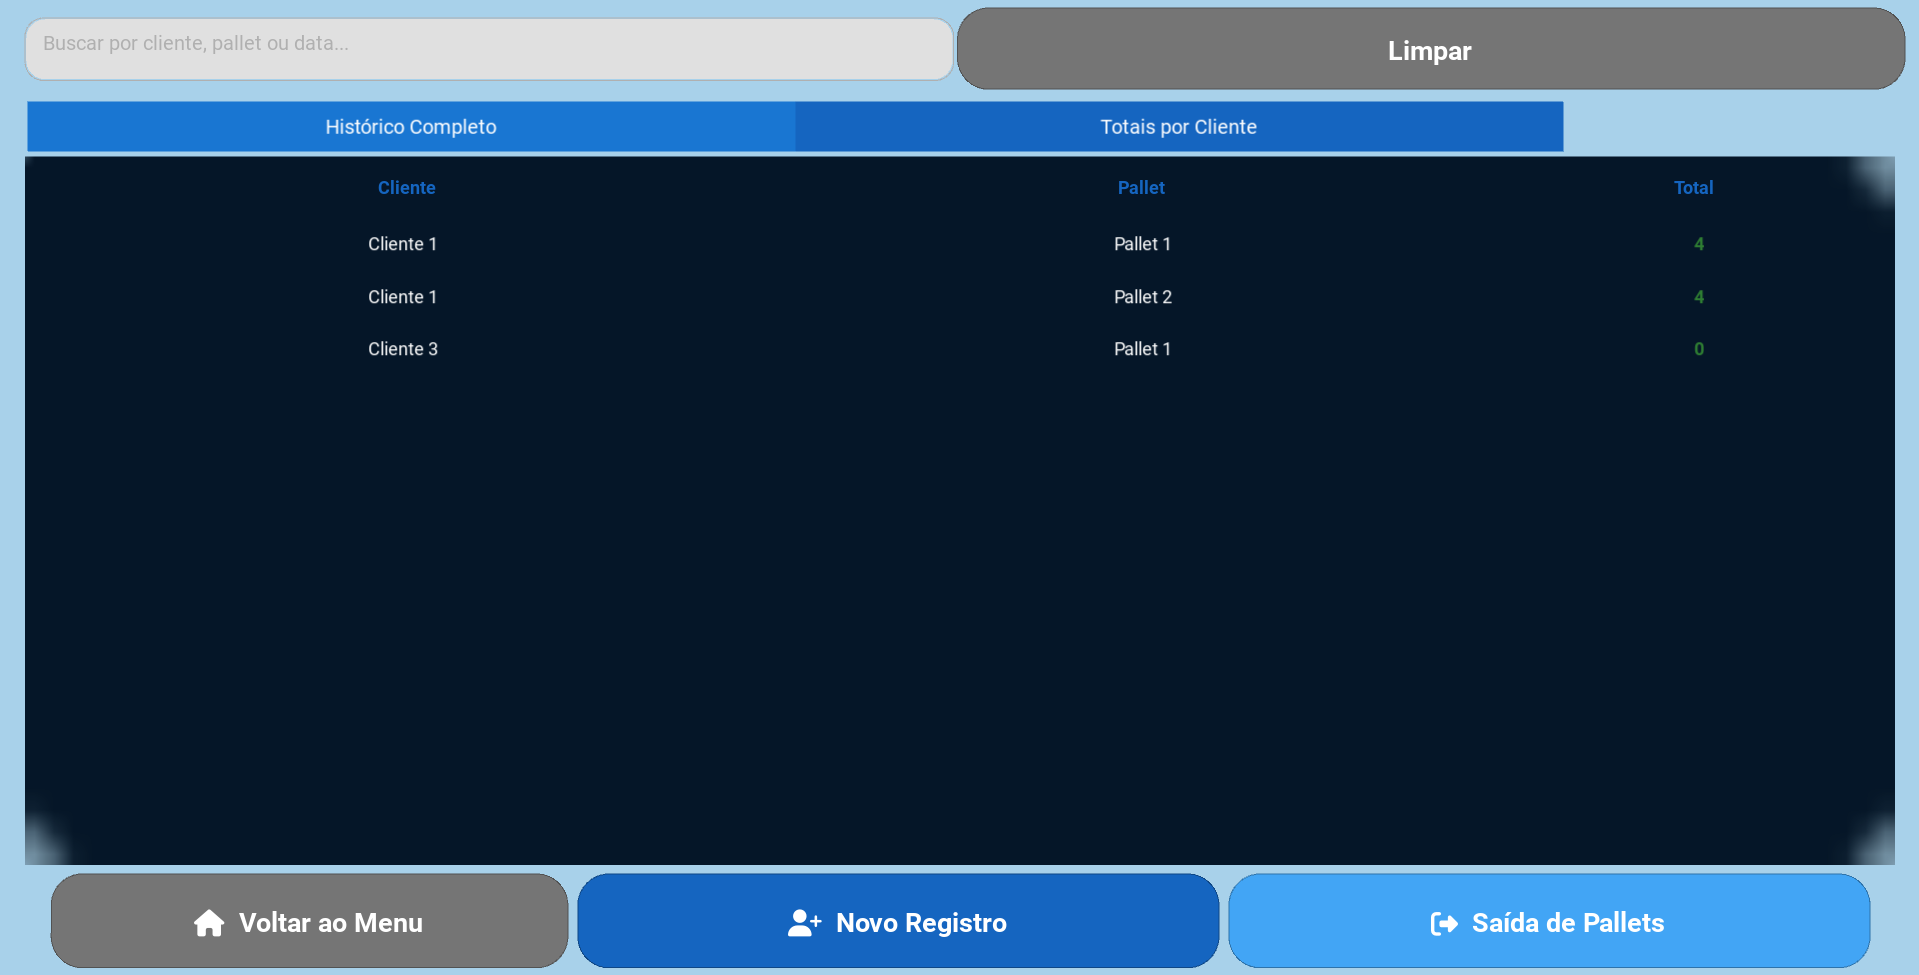 Buscar por cliente, pallet ou data...
Limpar
Histórico Completo
Totais por Cliente
Cliente Pallet Total
Cliente 1 Pallet 1 4
Cliente 1 Pallet 2 4
Cliente 3 Pallet 1 0
Voltar ao Menu
Novo Registro
Saída de Pallets